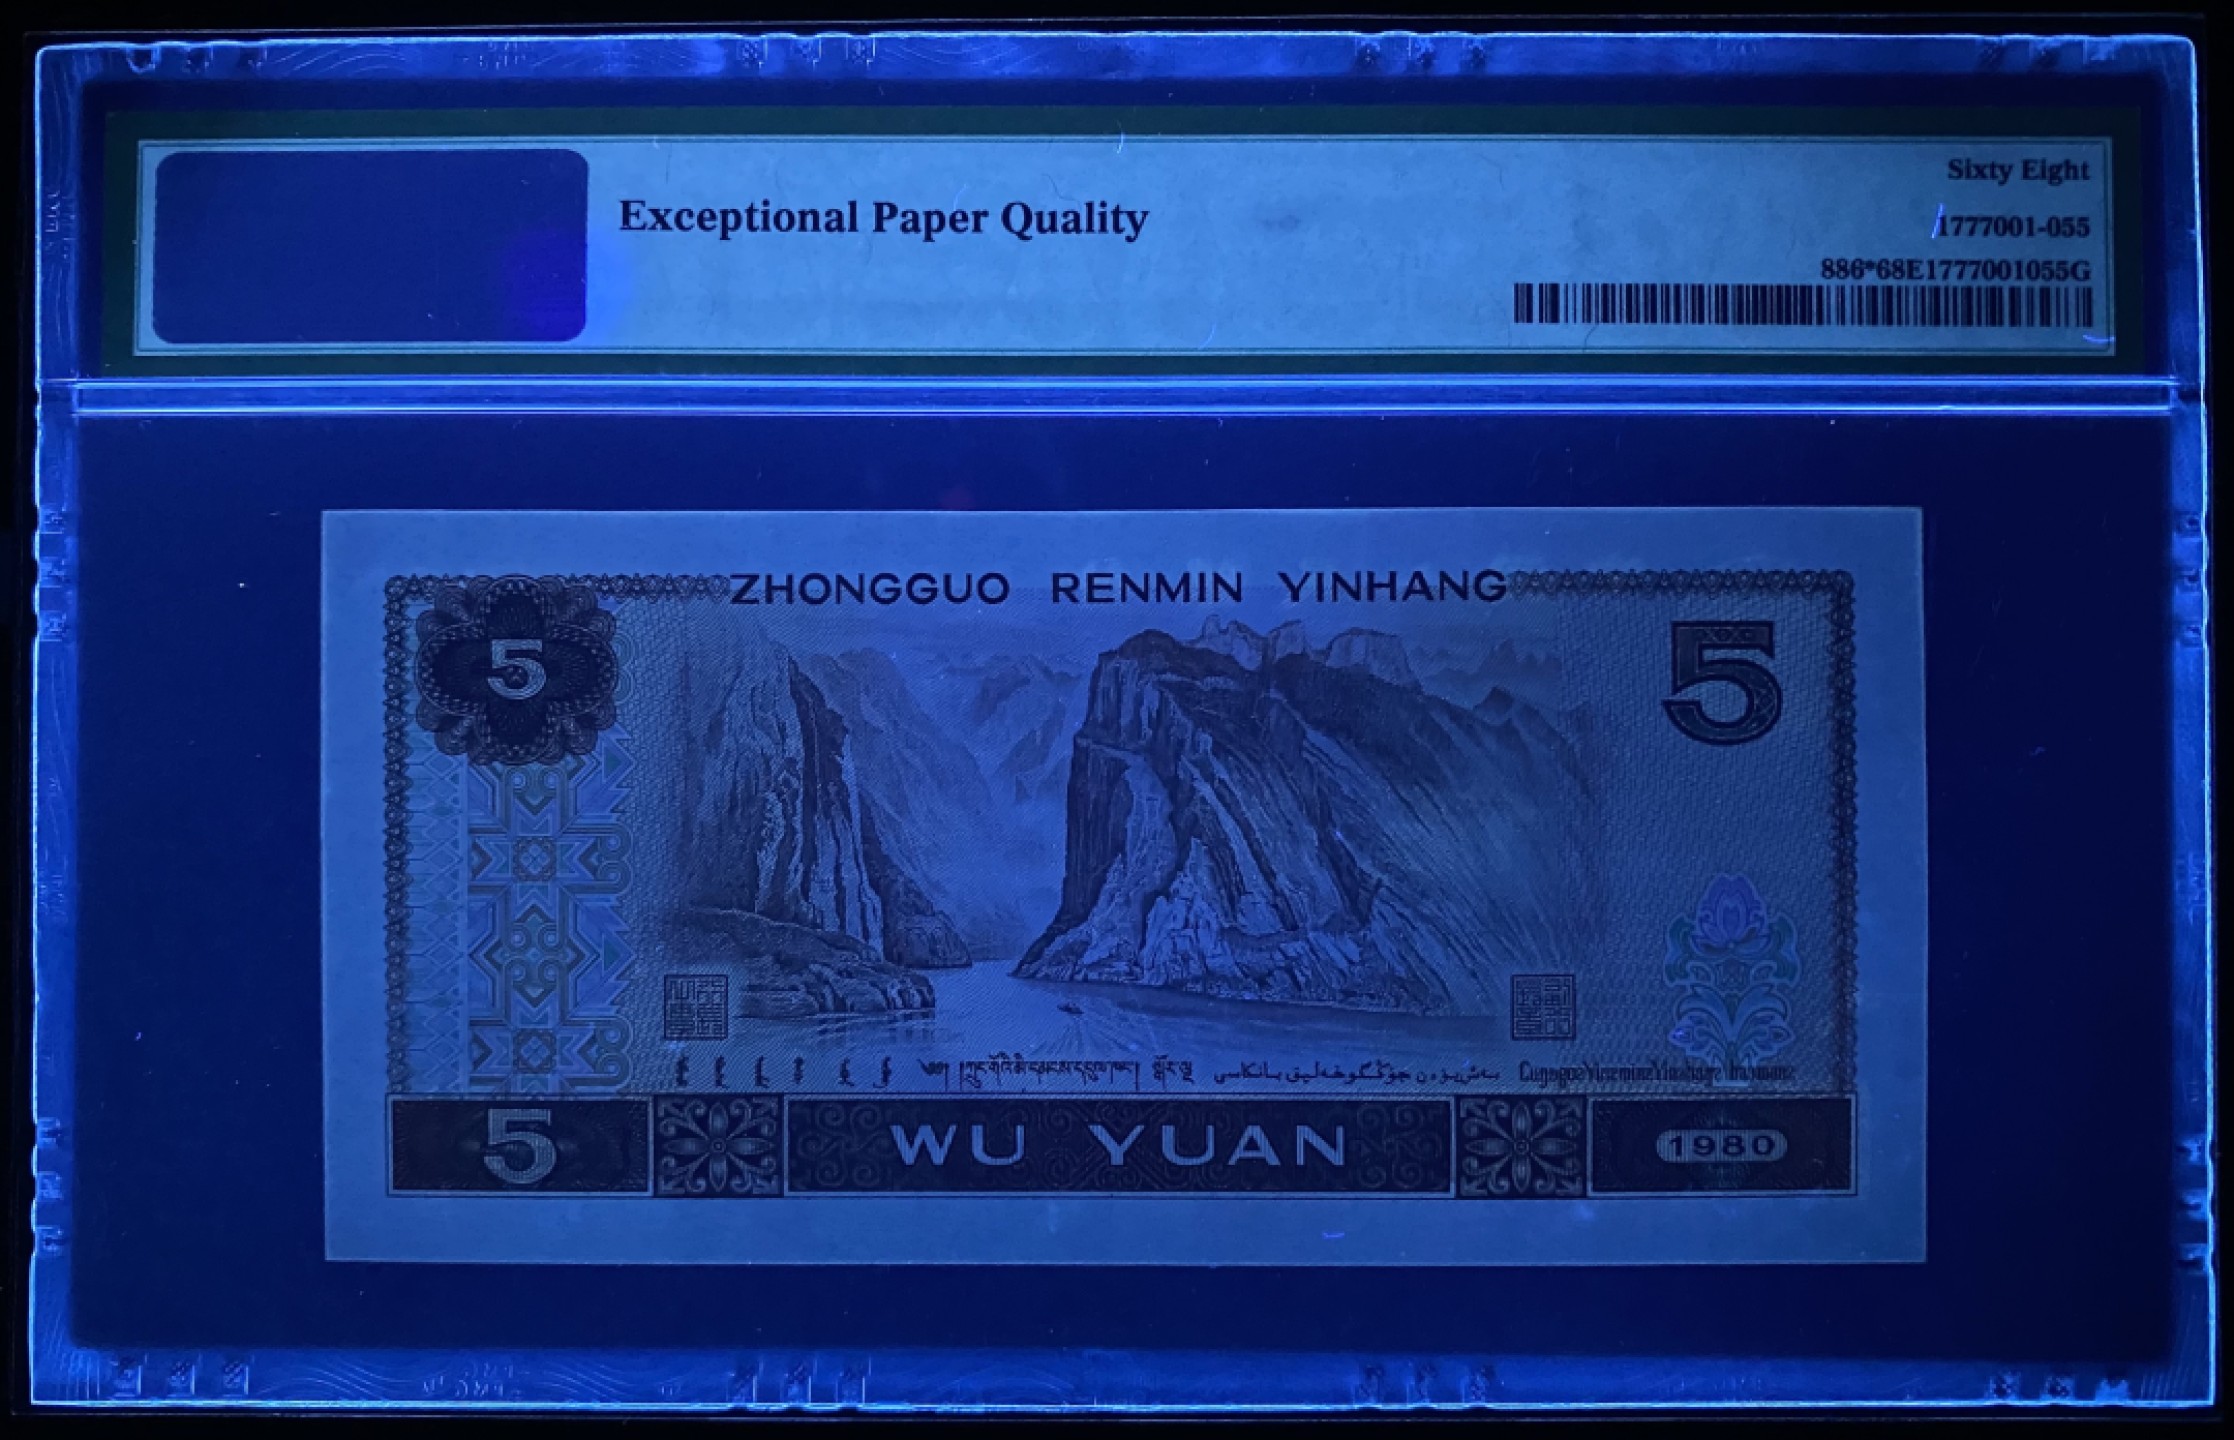 Exceptional Paper Quality
Sixty Eight
1777001-055
886*68E1777001055G
ZHONGGUO RENMIN YINHANG
5
5
5
WU YUAN
1980